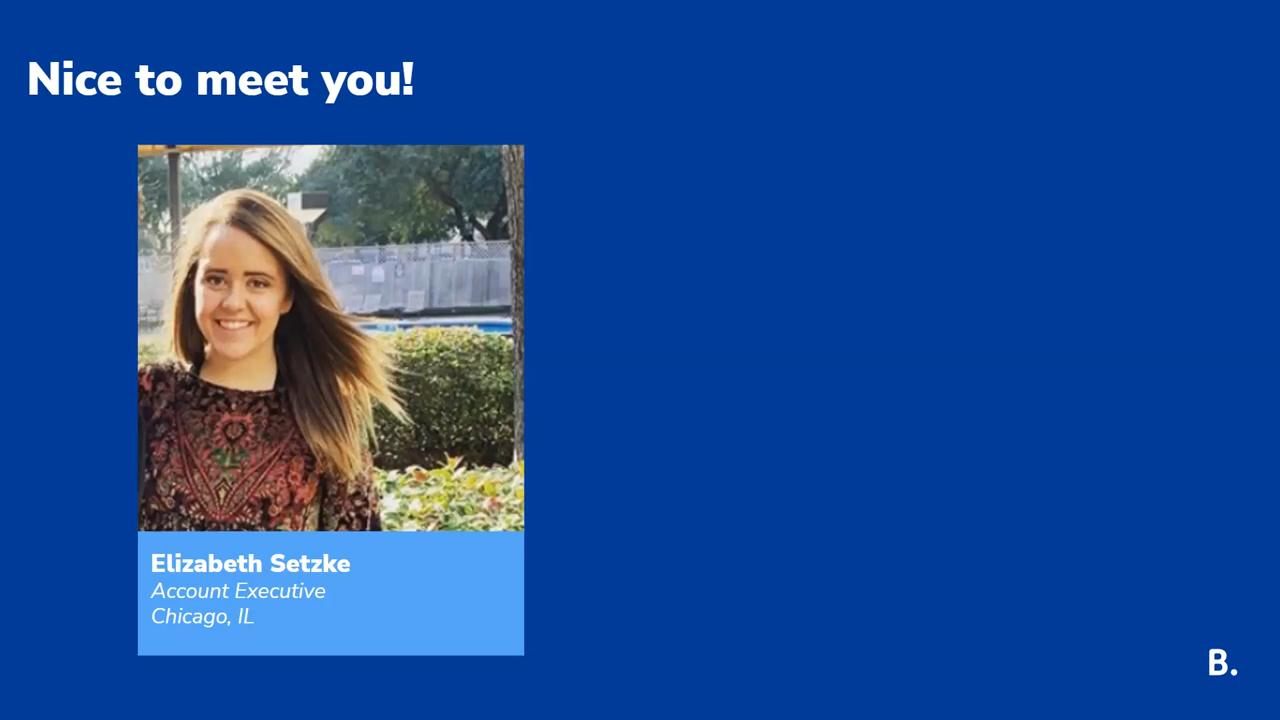 Nice to meet you!
Elizabeth Setzke
Account Executive
Chicago, IL
B.